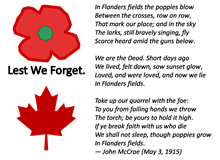 In Flanders fields the poppies blow
Between the crosses, row on row,
That mark our place; and in the sky
The larks, still bravely singing, fly
Scarce heard amid the guns below.
We are the Dead. Short days ago
We lived, felt dawn, saw sunset glow,
Loved, and were loved, and now we lie
In Flanders fields.
Take up our quarrel with the foe:
To you from failing hands we throw
The torch; be yours to hold it high.
If ye break faith with us who die
We shall not sleep, though poppies grow
In Flanders fields.
— John McCrae (May 3, 1915)
Lest We Forget.